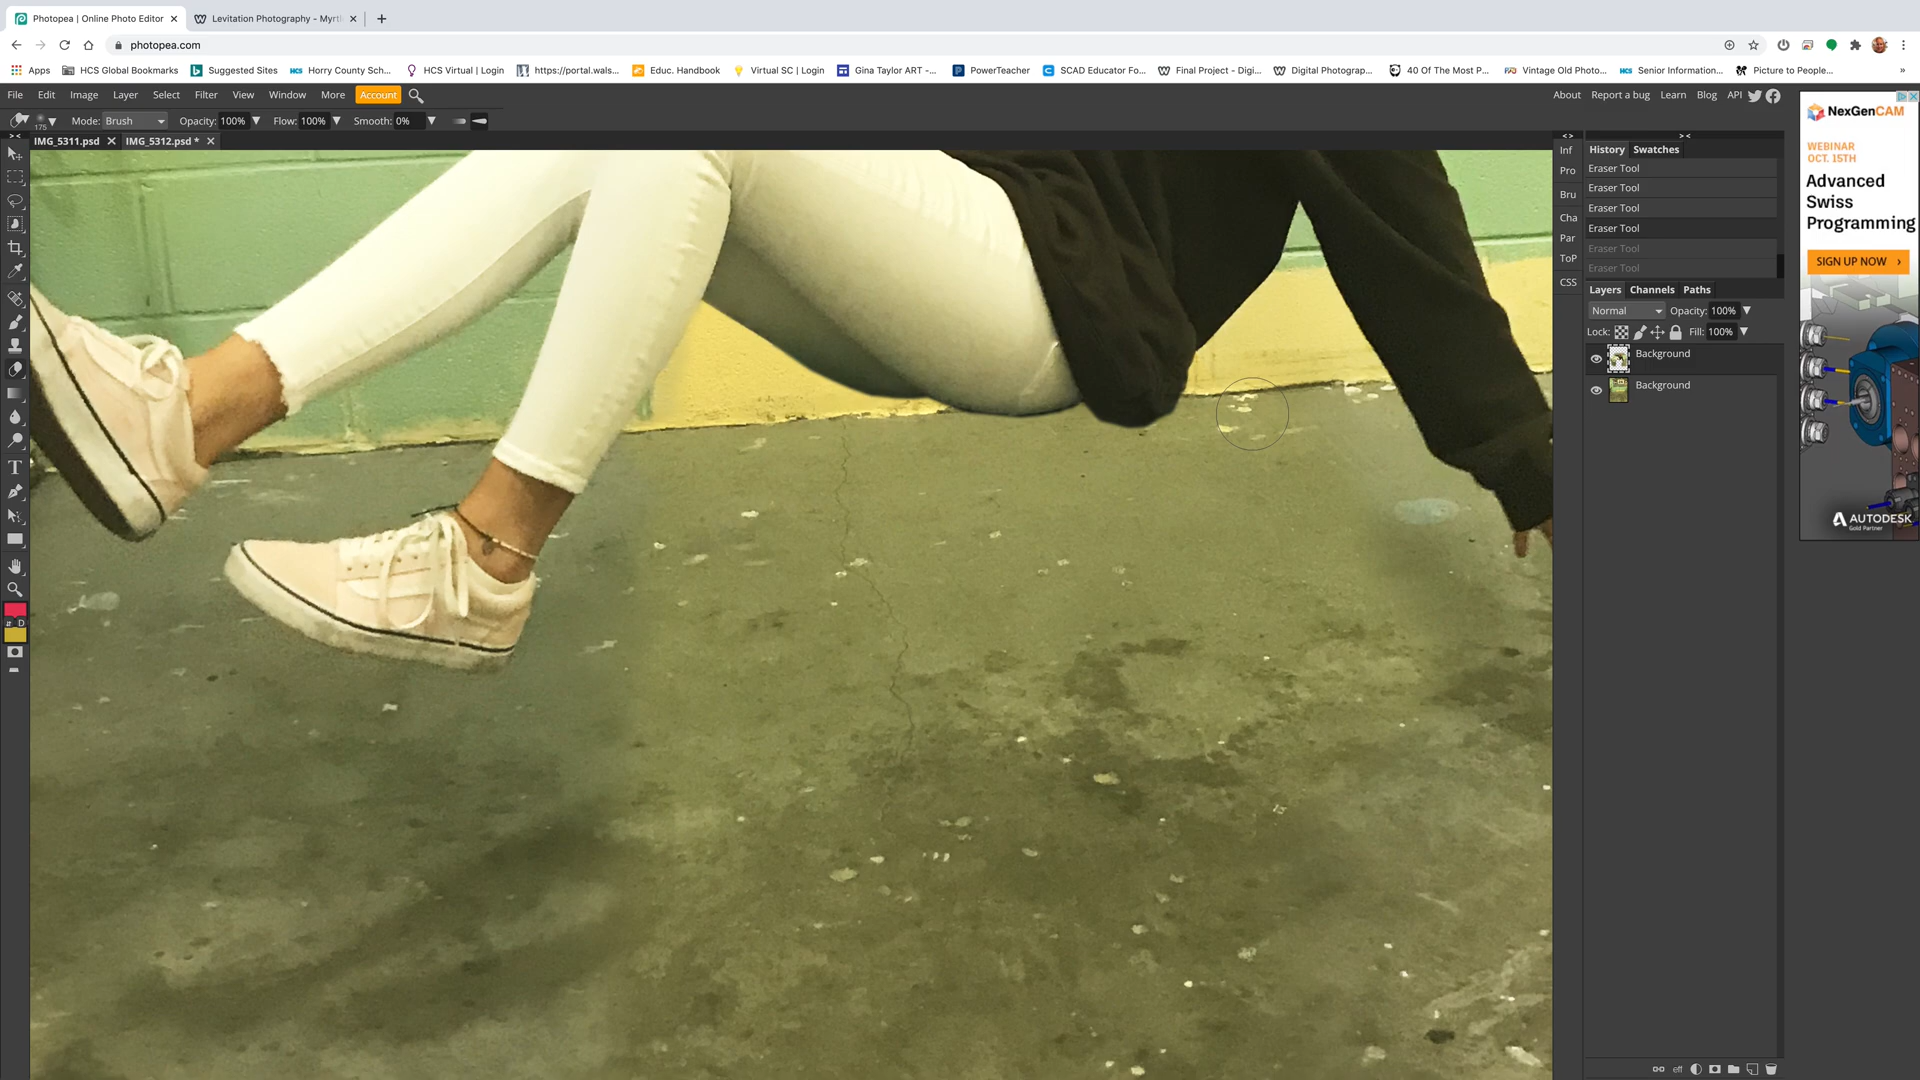 Photopea | Online Photo Editor
Levitation Photography - Myrt
photopea.com
Apps
HCS Global Bookmarks
Suggested Sites
Horry County Sch...
HCS Virtual | Login
https://portal.wals...
Educ. Handbook
Virtual SC | Login
Gina Taylor ART -...
PowerTeacher
SCAD Educator Fo...
Final Project - Digi...
Digital Photograp...
40 Of The Most P...
Vintage Old Photo...
Senior Information...
Picture to People...
File Edit Image Layer Select Filter View Window More Account
About Report a bug Learn Blog API
175
Mode: Brush Opacity: 100% Flow: 100% Smooth: 0%
IMG_5311.psd
IMG_5312.psd *
Inf
Pro
Bru
Cha
Par
ToP
CSS
History Swatches
Eraser Tool
Eraser Tool
Eraser Tool
Eraser Tool
Eraser Tool
Eraser Tool
Layers Channels Paths
Normal Opacity: 100%
Lock: Fill: 100%
Background
Background
eff
D
NexGenCAM
WEBINAR
OCT. 15TH
Advanced
Swiss
Programming
SIGN UP NOW
AUTODESK
Gold Partner